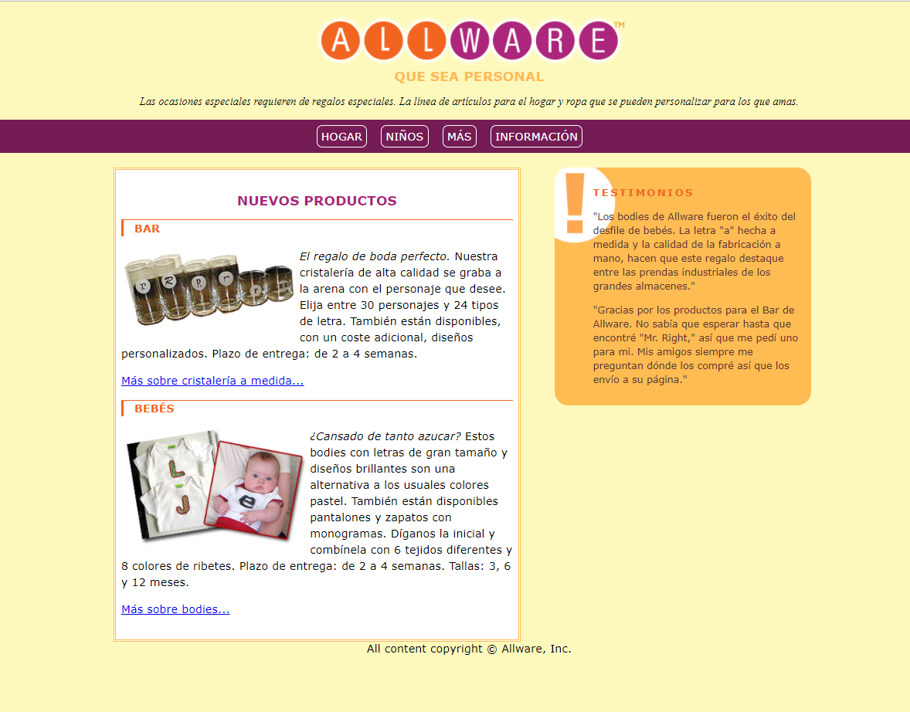 ALLWARE™
QUE SEA PERSONAL
Las ocasiones especiales requieren de regalos especiales. La línea de artículos para el hogar y ropa que se pueden personalizar para los que amas.
HOGAR
NIÑOS
MÁS
INFORMACIÓN
NUEVOS PRODUCTOS
BAR
El regalo de boda perfecto. Nuestra
cristalería de alta calidad se graba a
la arena con el personaje que desee.
Elija entre 30 personajes y 24 tipos
de letra. También están disponibles,
con un coste adicional, diseños
personalizados. Plazo de entrega: de 2 a 4 semanas.
Más sobre cristalería a medida...
BEBÉS
L
J
e
¿Cansado de tanto azucar? Estos
bodies con letras de gran tamaño y
diseños brillantes son una
alternativa a los usuales colores
pastel. También están disponibles
pantalones y zapatos con
monogramas. Díganos la inicial y
combínela con 6 tejidos diferentes y
8 colores de ribetes. Plazo de entrega: de 2 a 4 semanas. Tallas: 3, 6
y 12 meses.
Más sobre bodies...
!
TESTIMONIOS
"Los bodies de Allware fueron el éxito del
desfile de bebés. La letra "a" hecha a
medida y la calidad de la fabricación a
mano, hacen que este regalo destaque
entre las prendas industriales de los
grandes almacenes."
"Gracias por los productos para el Bar de
Allware. No sabía que esperar hasta que
encontré "Mr. Right," así que me pedí uno
para mi. Mis amigos siempre me
preguntan dónde los compré así que los
envío a su página."
All content copyright © Allware, Inc.